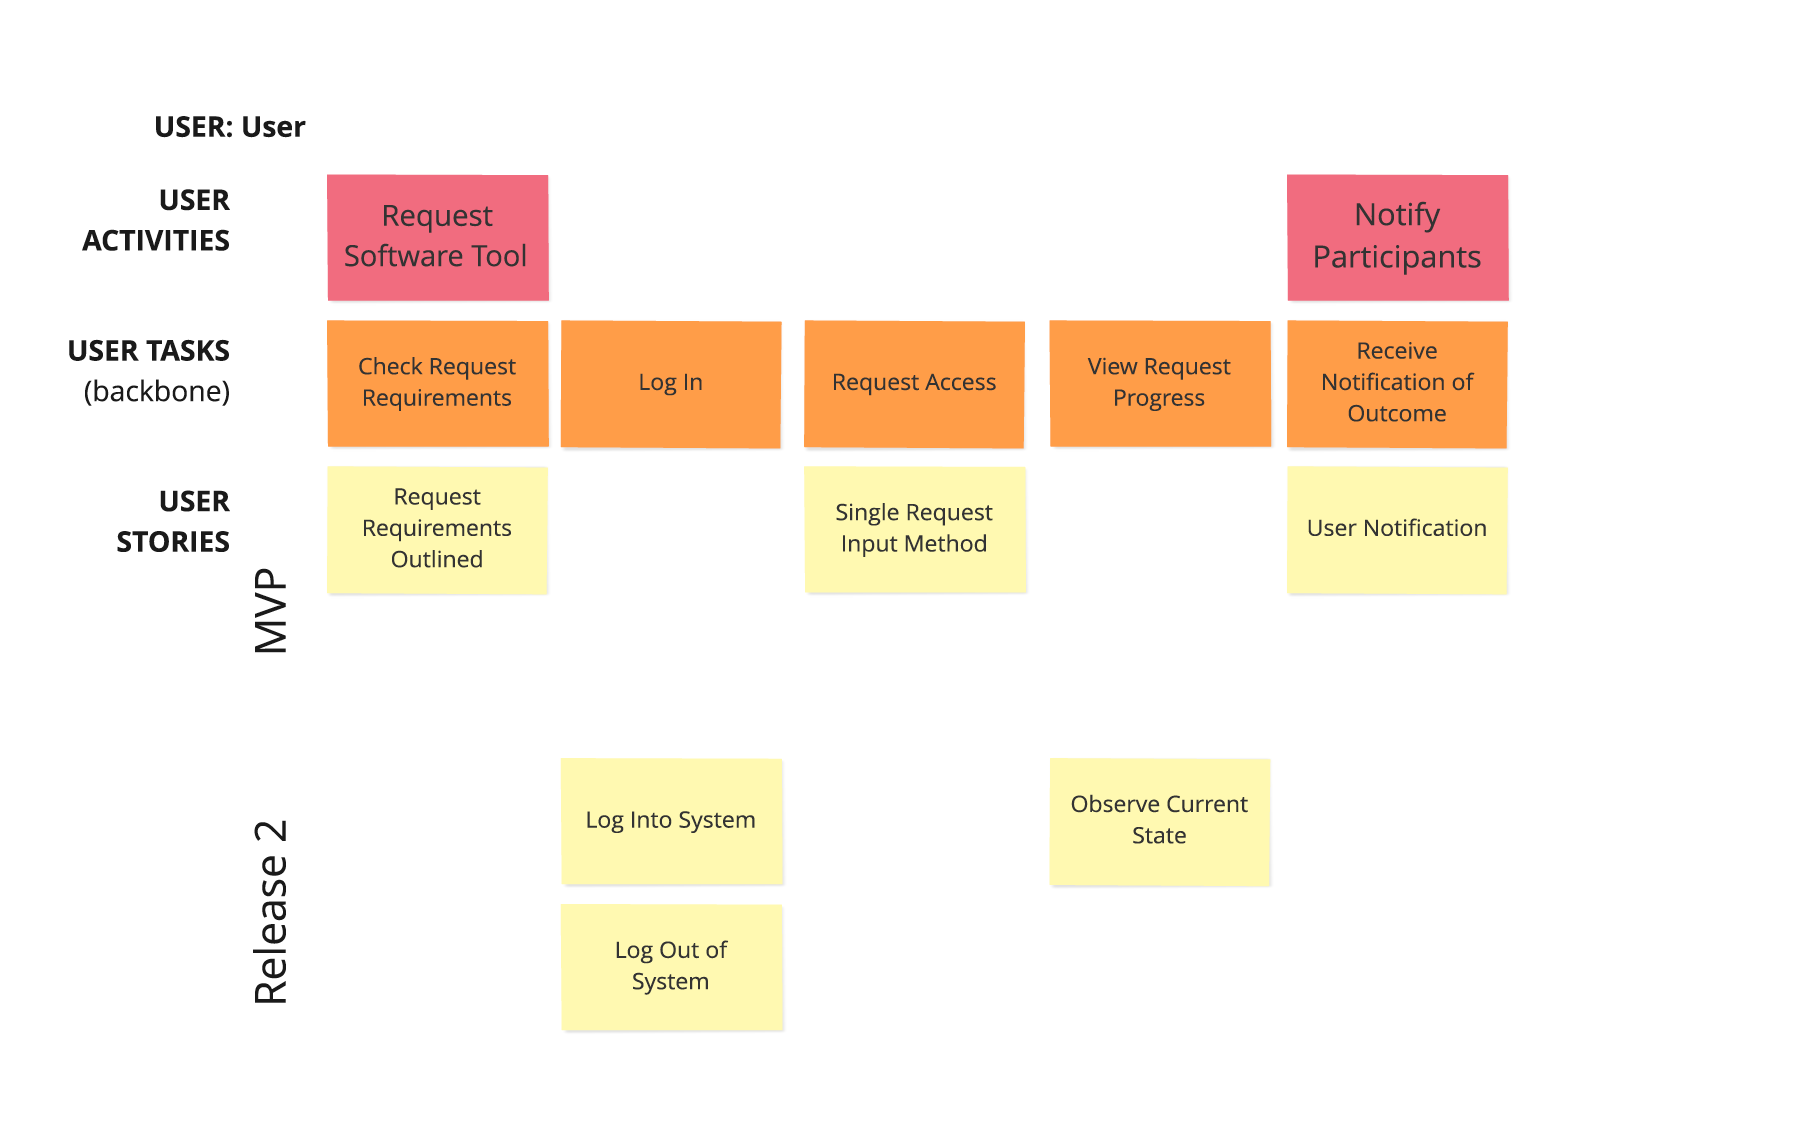 USER: User
USER
ACTIVITIES
Request
Software Tool
Notify
Participants
USER TASKS
(backbone)
Check Request
Requirements
Log In
Request Access
View Request
Progress
Receive
Notification of
Outcome
USER
STORIES
MVP
Request
Requirements
Outlined
Single Request
Input Method
User Notification
Release 2
Log Into System
Observe Current
State
Log Out of
System